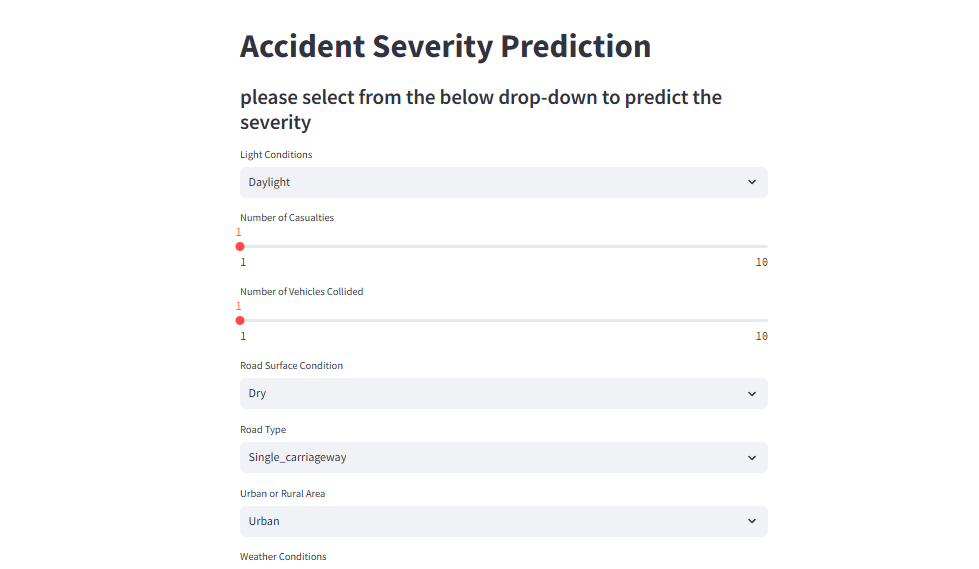 Accident Severity Prediction
please select from the below drop-down to predict the
severity
Light Conditions
Daylight
Number of Casualties
1
1 10
Number of Vehicles Collided
1
1 10
Road Surface Condition
Dry
Road Type
Single_carriageway
Urban or Rural Area
Urban
Weather Conditions